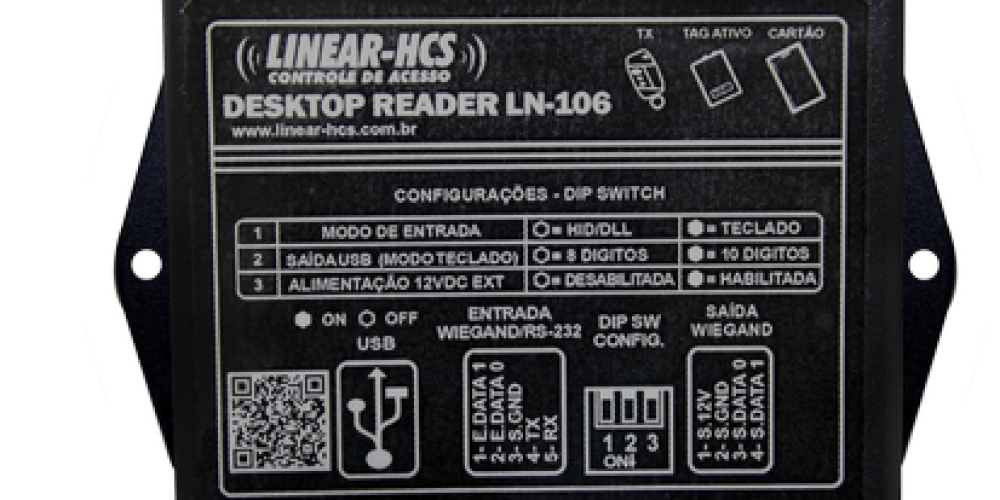 LINEAR-HCS
CONTROLE DE ACESSO
DESKTOP READER LN-106
www.linear-hcs.com.br
TX TAG ATIVO CARTÃO
CONFIGURAÇÕES - DIP SWITCH
1 MODO DE ENTRADA = HID/DLL = TECLADO
2 SAÍDA USB (MODO TECLADO) = 8 DIGITOS = 10 DIGITOS
3 ALIMENTAÇÃO 12VDC EXT = DESABILITADA = HABILITADA
ON OFF
USB
ENTRADA
WIEGAND/RS-232
1- E.DATA 1
2- E.DATA 0
3- S.GND
4- TX
5- RX
DIP SW
CONFIG.
1 2 3
ON
SAÍDA
WIEGAND
1- S.12V
2- S.GND
3- S.DATA 0
4- S.DATA 1